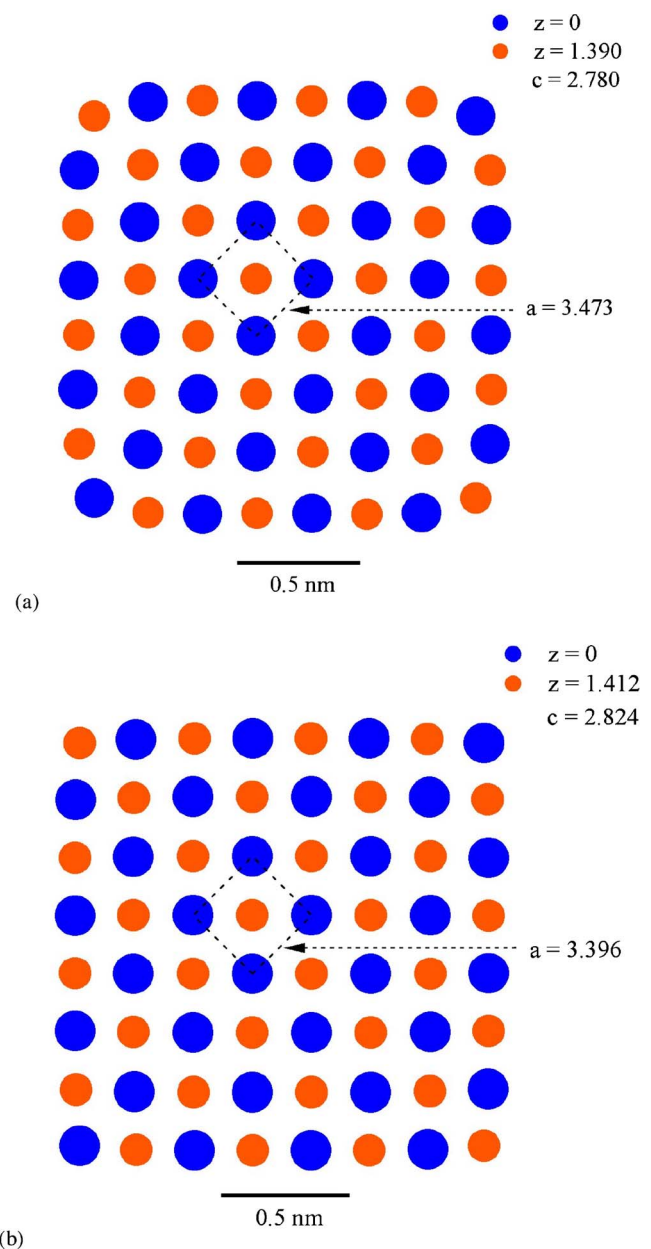 z = 0
z = 1.390
c = 2.780
a = 3.473
0.5 nm
(a)
z = 0
z = 1.412
c = 2.824
a = 3.396
0.5 nm
(b)